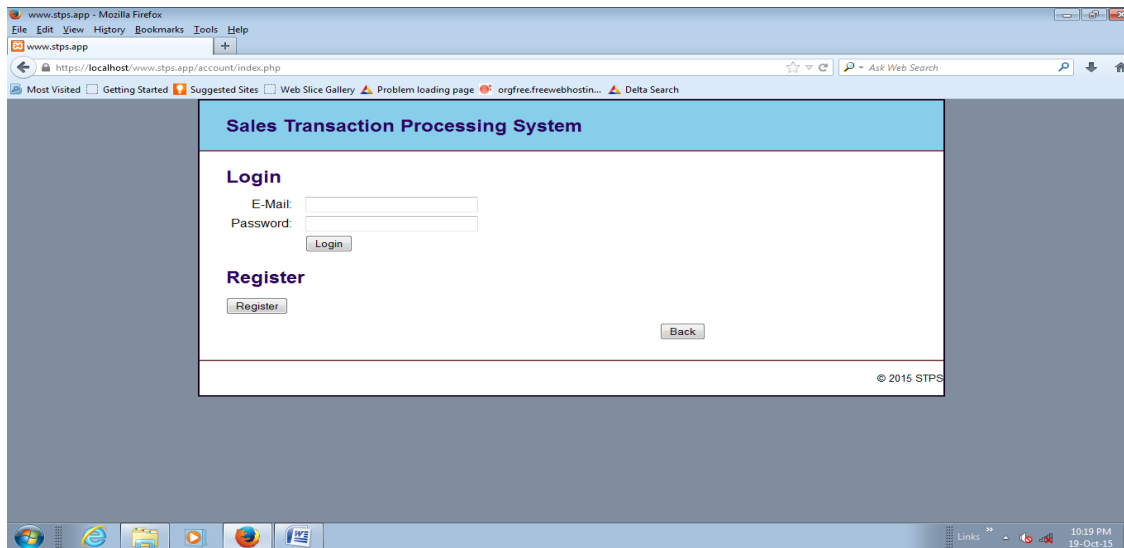 www.stps.app - Mozilla Firefox
File Edit View History Bookmarks Tools Help
www.stps.app +
https://localhost/www.stps.app/account/index.php Ask Web Search
Most Visited Getting Started Suggested Sites Web Slice Gallery Problem loading page orgfree.freewebhostin... Delta Search
Sales Transaction Processing System
Login
E-Mail:
Password:
Login
Register
Register
Back
© 2015 STPS
Links » 10:19 PM
19-Oct-15